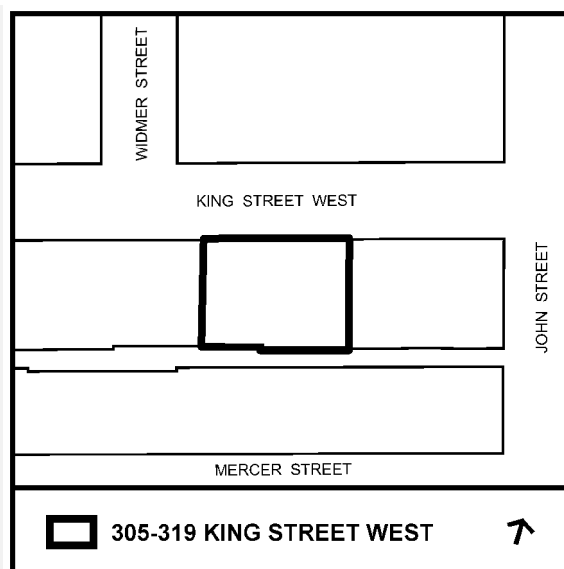 WIDMER STREET
KING STREET WEST
JOHN STREET
MERCER STREET
305-319 KING STREET WEST